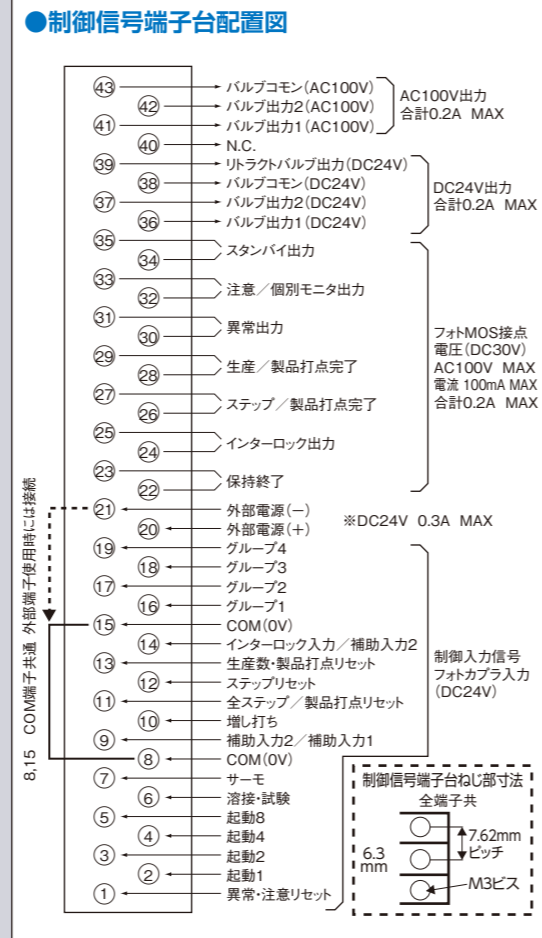 ●制御信号端子台配置図
43 バルブコモン(AC100V)
42 バルブ出力2(AC100V)
41 バルブ出力1(AC100V)
AC100V出力
合計0.2A MAX
40 N.C.
39 リトラクトバルブ出力(DC24V)
38 バルブコモン(DC24V)
37 バルブ出力2(DC24V)
36 バルブ出力1(DC24V)
DC24V出力
合計0.2A MAX
35
34 スタンバイ出力
33
32 注意/個別モニタ出力
31
30 異常出力
29
28 生産/製品打点完了
27
26 ステップ/製品打点完了
25
24 インターロック出力
23
22 保持終了
フォトMOS接点
電圧(DC30V)
AC100V MAX
電流 100mA MAX
合計0.2A MAX
21 外部電源(−)
20 外部電源(+)
※DC24V 0.3A MAX
19 グループ4
18 グループ3
17 グループ2
16 グループ1
15 COM(0V)
14 インターロック入力/補助入力2
13 生産数・製品打点リセット
12 ステップリセット
11 全ステップ/製品打点リセット
10 増し打ち
9 補助入力2/補助入力1
8 COM(0V)
7 サーモ
6 溶接・試験
5 起動8
4 起動4
3 起動2
2 起動1
1 異常・注意リセット
制御入力信号
フォトカプラ入力
(DC24V)
8,15 COM端子共通 外部端子使用時には接続
制御信号端子台ねじ部寸法
全端子共
7.62mm
ピッチ
6.3
mm
M3ビス